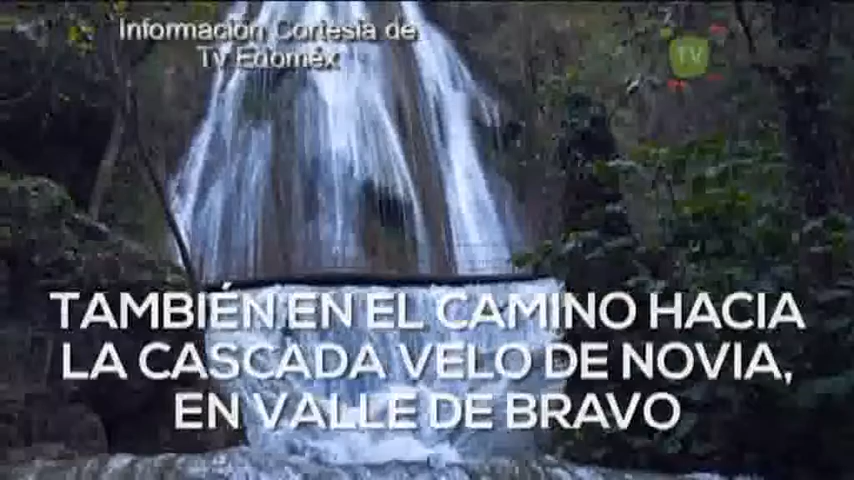 Información Cortesía de
Tv Edoméx
TV
TAMBIÉN EN EL CAMINO HACIA
LA CASCADA VELO DE NOVIA,
EN VALLE DE BRAVO